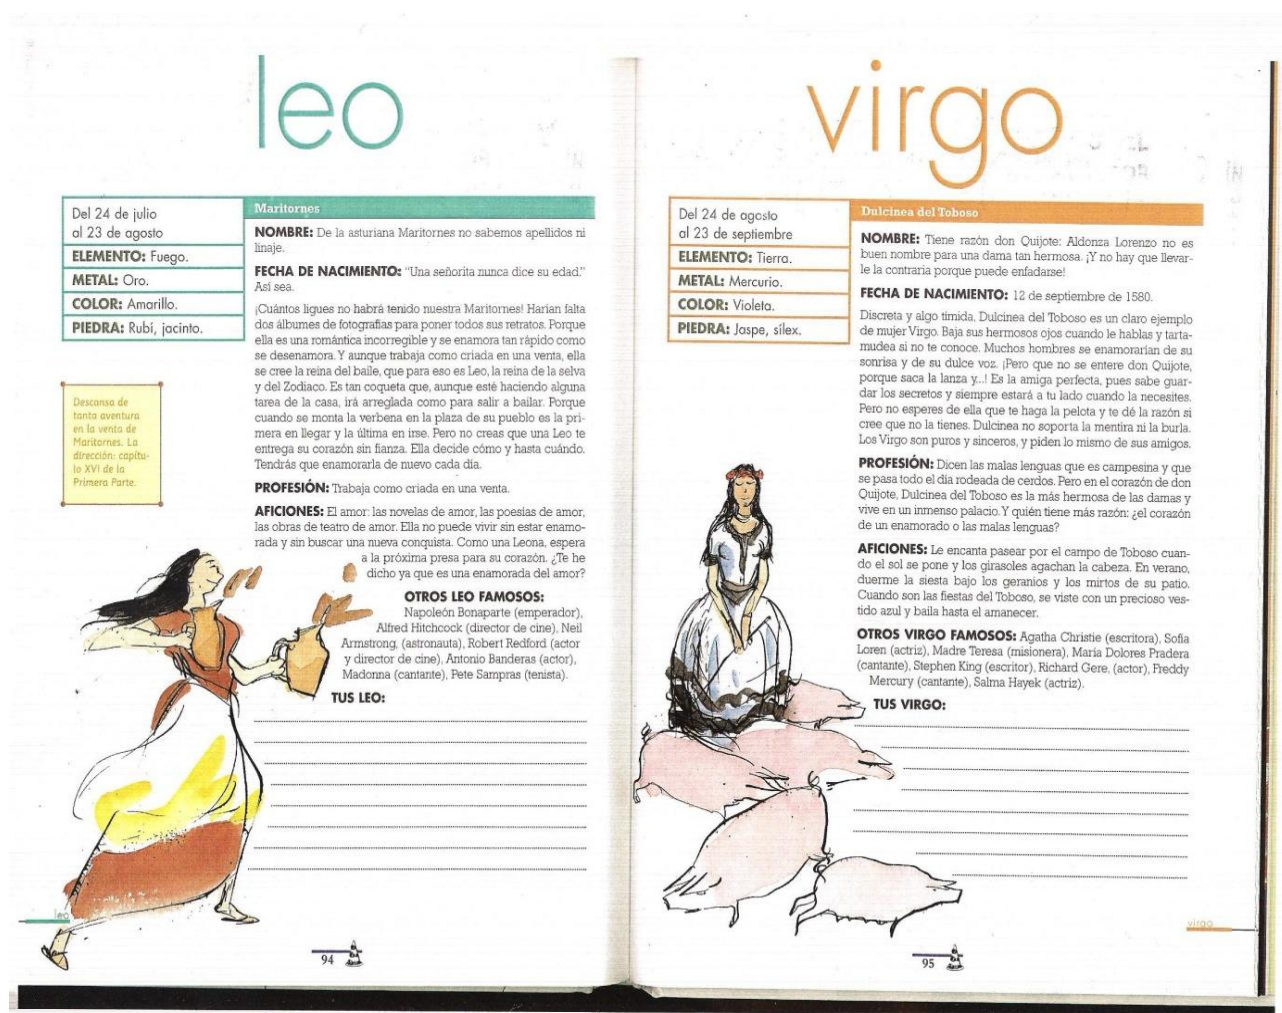 leo
Del 24 de julio
al 23 de agosto
ELEMENTO: Fuego.
METAL: Oro.
COLOR: Amarillo.
PIEDRA: Rubí, jacinto.
Descansa de
tanta aventura
en la venta de
Maritornes. La
dirección: capítu-
lo XVI de la
Primera Parte.
Maritornes
NOMBRE: De la asturiana Maritornes no sabemos apellidos ni
linaje.
FECHA DE NACIMIENTO: "Una señorita nunca dice su edad."
Así sea.
¡Cuántos ligues no habrá tenido nuestra Maritornes! Harían falta
dos álbumes de fotografías para poner todos sus retratos. Porque
ella es una romántica incorregible y se enamora tan rápido como
se desenamora. Y aunque trabaja como criada en una venta, ella
se cree la reina del baile, que para eso es Leo, la reina de la selva
y del Zodiaco. Es tan coqueta que, aunque esté haciendo alguna
tarea de la casa, irá arreglada como para salir a bailar. Porque
cuando se monta la verbena en la plaza de su pueblo es la pri-
mera en llegar y la última en irse. Pero no creas que una Leo te
entrega su corazón sin fianza. Ella decide cómo y hasta cuándo.
Tendrás que enamorarla de nuevo cada día.
PROFESIÓN: Trabaja como criada en una venta.
AFICIONES: El amor: las novelas de amor, las poesías de amor,
las obras de teatro de amor. Ella no puede vivir sin estar enamo-
rada y sin buscar una nueva conquista. Como una Leona, espera
a la próxima presa para su corazón. ¿Te he
dicho ya que es una enamorada del amor?
OTROS LEO FAMOSOS:
Napoleón Bonaparte (emperador),
Alfred Hitchcock (director de cine), Neil
Armstrong, (astronauta), Robert Redford (actor
y director de cine), Antonio Banderas (actor),
Madonna (cantante), Pete Sampras (tenista).
TUS LEO:
leo
94
virgo
Del 24 de agosto
al 23 de septiembre
ELEMENTO: Tierra.
METAL: Mercurio.
COLOR: Violeta.
PIEDRA: Jaspe, sílex.
Dulcinea del Toboso
NOMBRE: Tiene razón don Quijote: Aldonza Lorenzo no es
buen nombre para una dama tan hermosa. ¡Y no hay que llevar-
le la contraria porque puede enfadarse!
FECHA DE NACIMIENTO: 12 de septiembre de 1580.
Discreta y algo tímida, Dulcinea del Toboso es un claro ejemplo
de mujer Virgo. Baja sus hermosos ojos cuando le hablas y tarta-
mudea si no te conoce. Muchos hombres se enamorarían de su
sonrisa y de su dulce voz. ¡Pero que no se entere don Quijote,
porque saca la lanza y...! Es la amiga perfecta, pues sabe guar-
dar los secretos y siempre estará a tu lado cuando la necesites.
Pero no esperes de ella que te haga la pelota y te dé la razón si
cree que no la tienes. Dulcinea no soporta la mentira ni la burla.
Los Virgo son puros y sinceros, y piden lo mismo de sus amigos.
PROFESIÓN: Dicen las malas lenguas que es campesina y que
se pasa todo el día rodeada de cerdos. Pero en el corazón de don
Quijote, Dulcinea del Toboso es la más hermosa de las damas y
vive en un inmenso palacio. Y quién tiene más razón: ¿el corazón
de un enamorado o las malas lenguas?
AFICIONES: Le encanta pasear por el campo de Toboso cuan-
do el sol se pone y los girasoles agachan la cabeza. En verano,
duerme la siesta bajo los geranios y los mirtos de su patio.
Cuando son las fiestas del Toboso, se viste con un precioso ves-
tido azul y baila hasta el amanecer.
OTROS VIRGO FAMOSOS: Agatha Christie (escritora), Sofía
Loren (actriz), Madre Teresa (misionera), María Dolores Pradera
(cantante), Stephen King (escritor), Richard Gere, (actor), Freddy
Mercury (cantante), Salma Hayek (actriz).
TUS VIRGO:
virgo
95